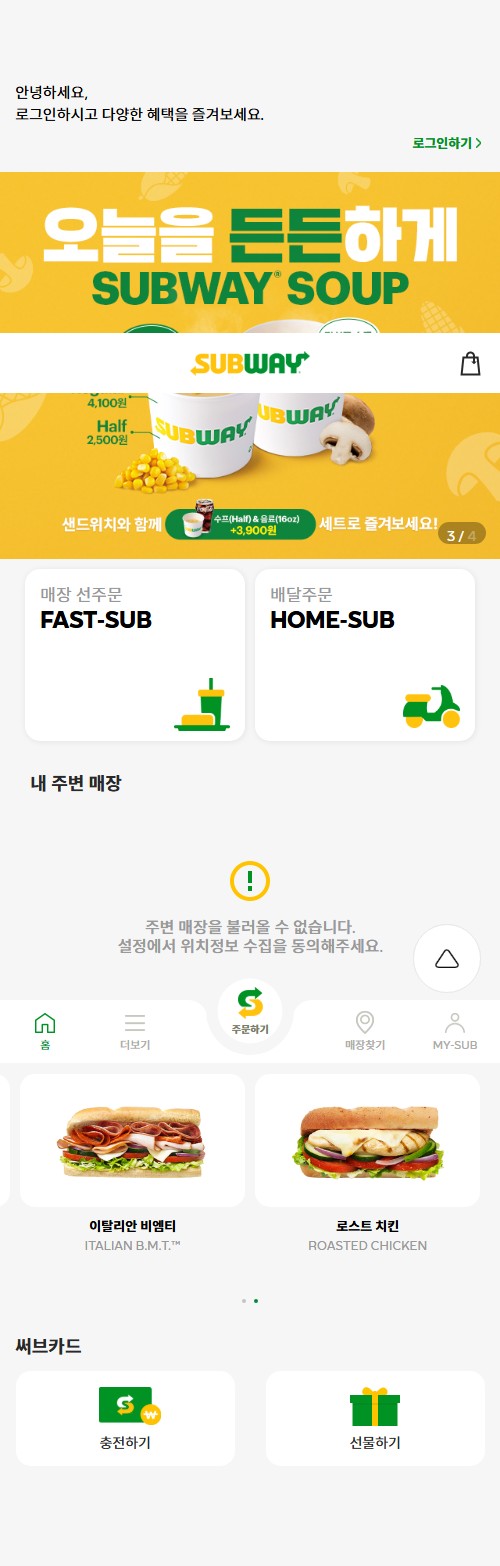 안녕하세요,
로그인하시고 다양한 혜택을 즐겨보세요.
로그인하기
오늘을 든든하게
SUBWAY® SOUP
SUBWAY
4,100원
Half
2,500원
SUBWAY
SUBWAY
샌드위치와 함께
수프(Half) & 음료(16oz)
+3,900원
세트로 즐겨보세요!
3 / 4
매장 선주문
FAST-SUB
배달주문
HOME-SUB
내 주변 매장
주변 매장을 불러올 수 없습니다.
설정에서 위치정보 수집을 동의해주세요.
홈
더보기
주문하기
매장찾기
MY-SUB
이탈리안 비엠티
ITALIAN B.M.T.™
로스트 치킨
ROASTED CHICKEN
써브카드
충전하기
선물하기